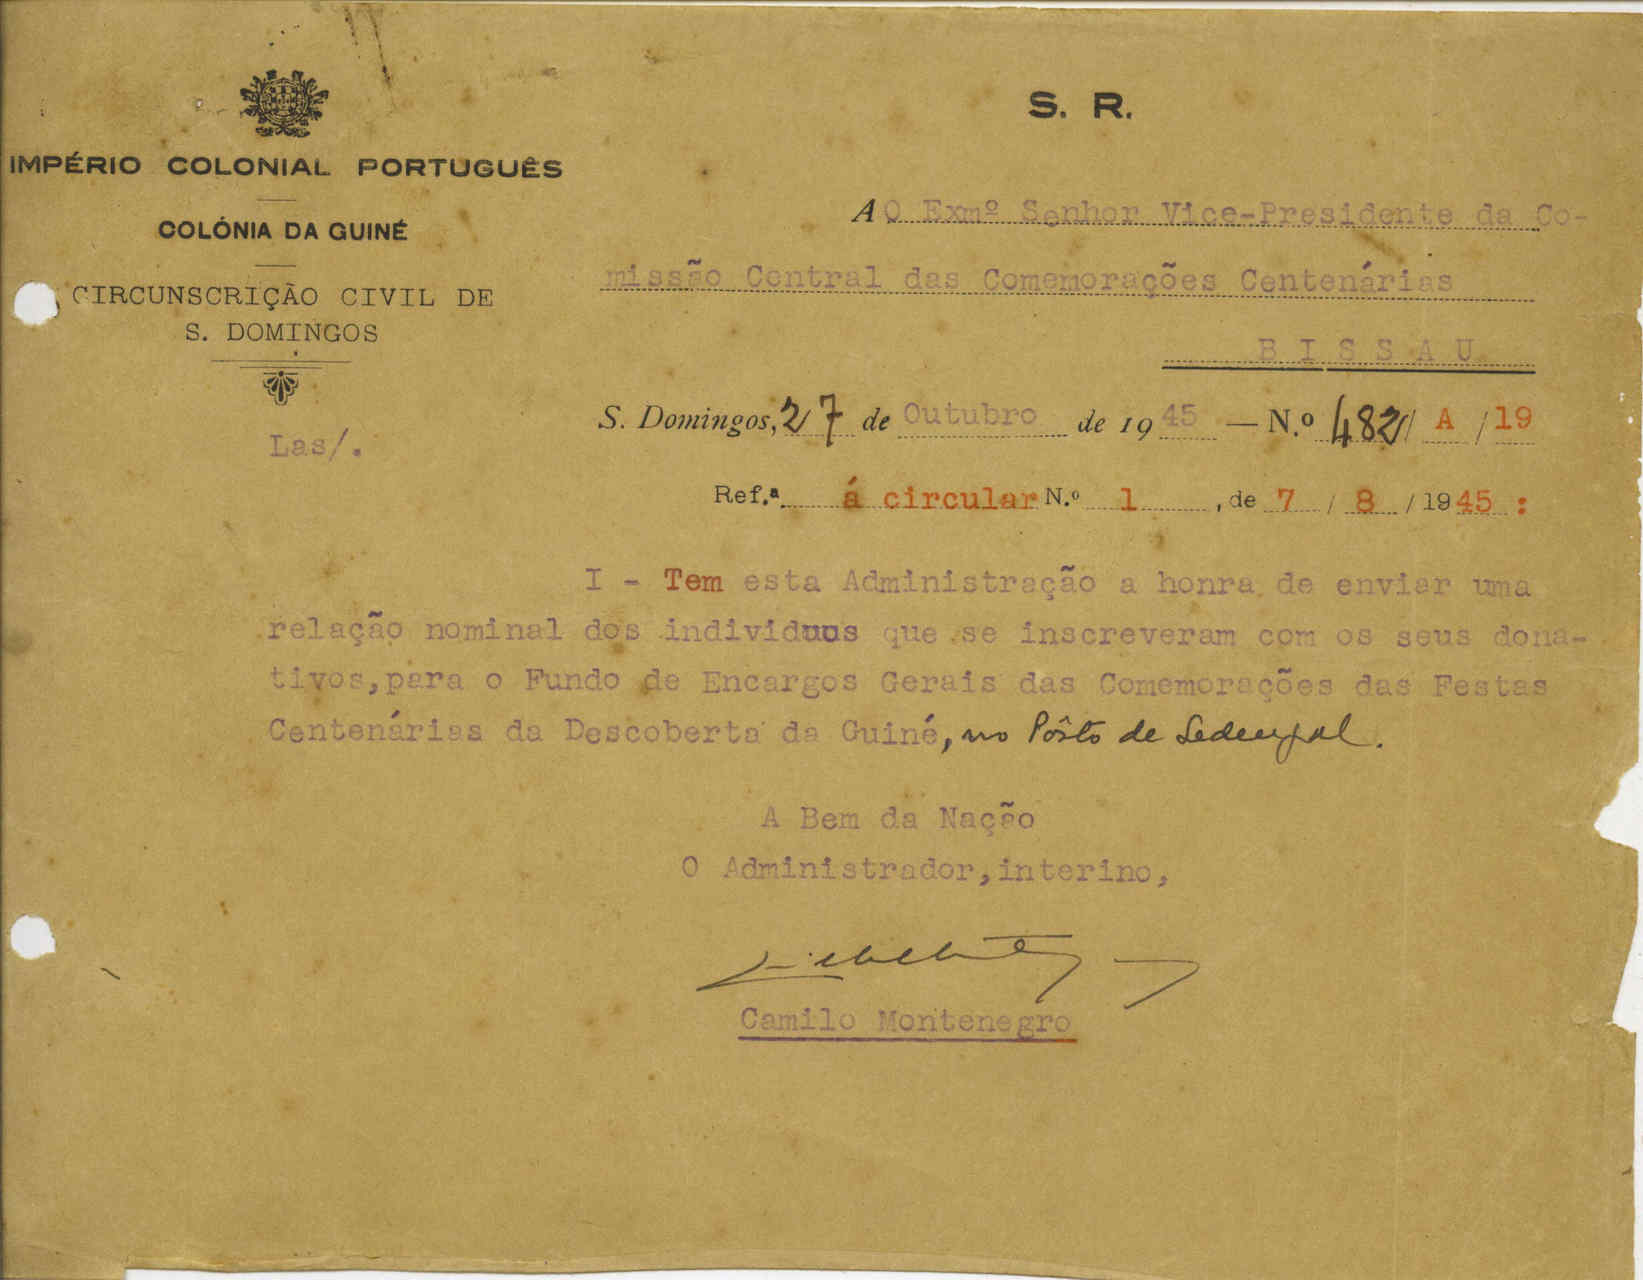 S. R.
IMPÉRIO COLONIAL PORTUGUÊS
COLÓNIA DA GUINÉ
CIRCUNSCRIÇÃO CIVIL DE
S. DOMINGOS
Las/.
AO Exmº Senhor Vice-Presidente da Co-
missão Central das Comemorações Centenárias
BISSAU
S. Domingos, 27 de Outubro de 1945 — N.º 482/ A /19
Ref.ª á circular N.º 1, de 7 / 8 / 1945 :
I - Tem esta Administração a honra de enviar uma
relação nominal dos individuos que se inscreveram com os seus dona-
tivos,para o Fundo de Encargos Gerais das Comemorações das Festas
Centenárias da Descoberta da Guiné, no Pôsto de Sedengal.
A Bem da Nação
O Administrador,interino,
Camilo Montenegro